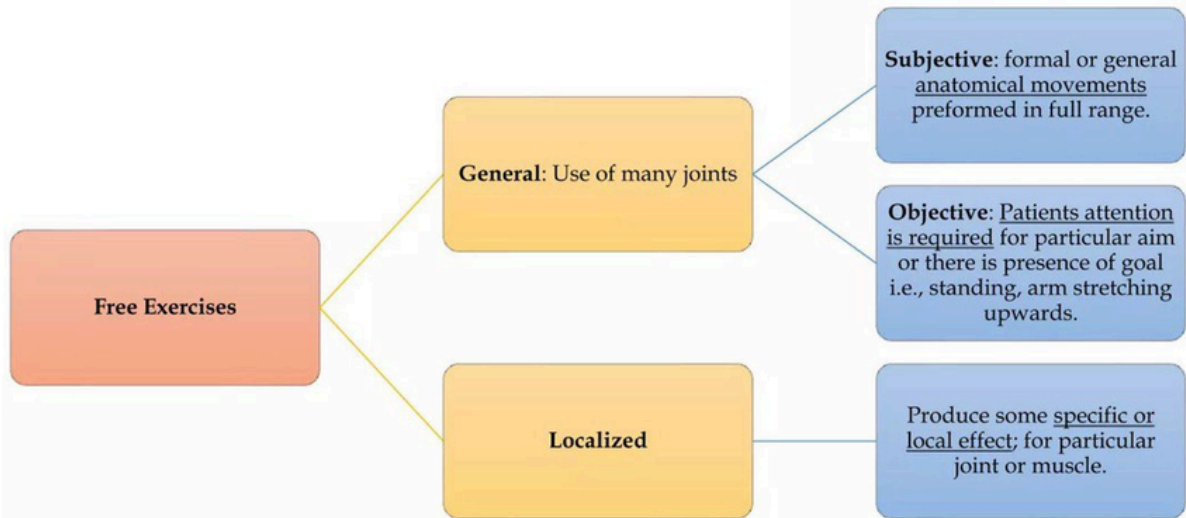 Free Exercises
General: Use of many joints
Localized
Subjective: formal or general
anatomical movements
preformed in full range.
Objective: Patients attention
is required for particular aim
or there is presence of goal
i.e., standing, arm stretching
upwards.
Produce some specific or
local effect; for particular
joint or muscle.